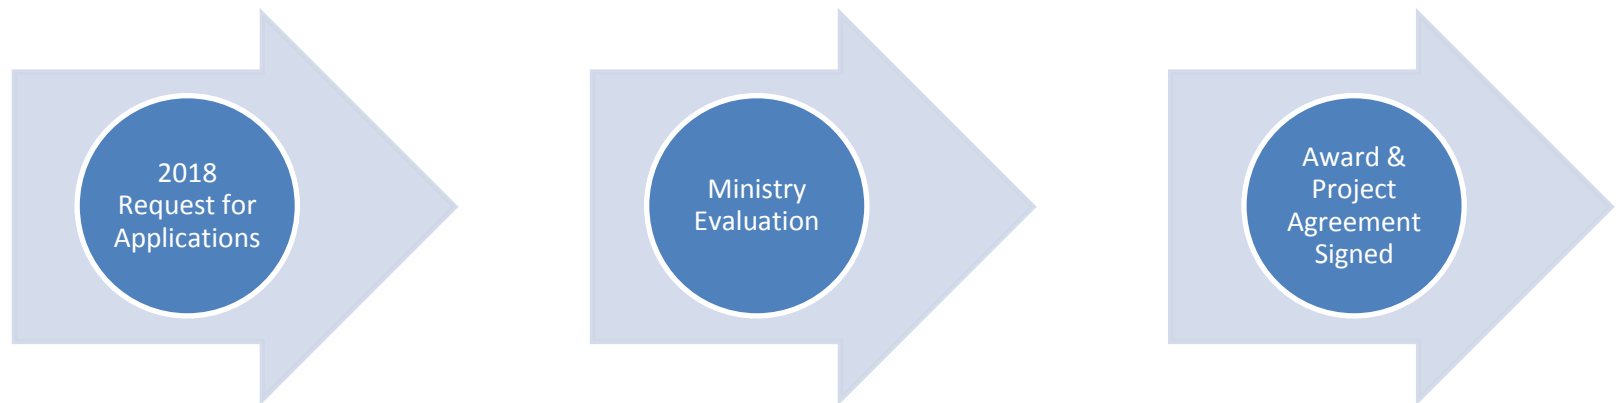 2018
Request for
Applications
Ministry
Evaluation
Award &
Project
Agreement
Signed